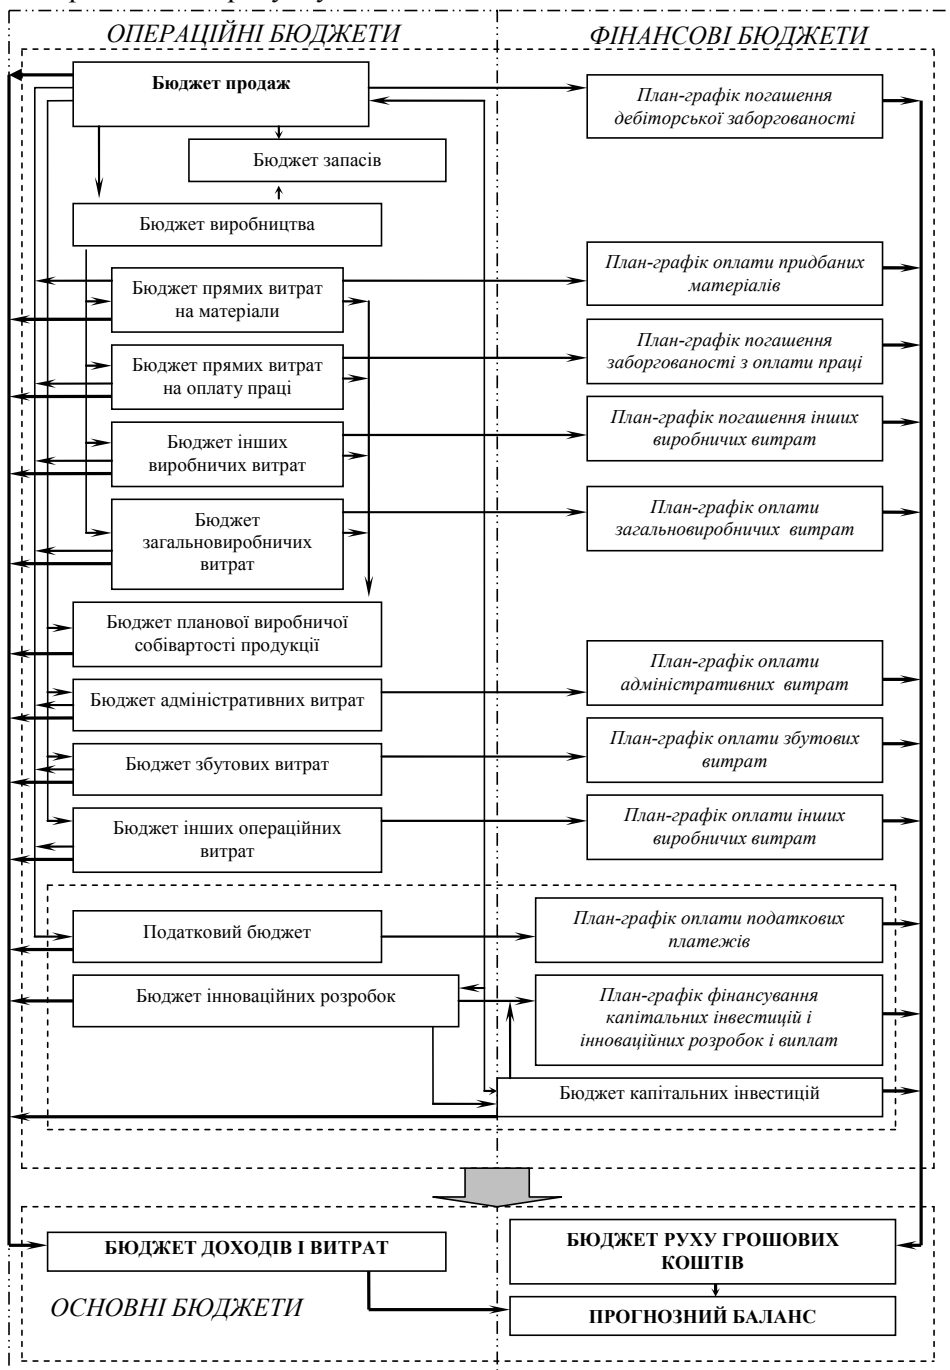 ОПЕРАЦІЙНІ БЮДЖЕТИ
ФІНАНСОВІ БЮДЖЕТИ
Бюджет продаж
План-графік погашення
дебіторської заборгованості
Бюджет запасів
Бюджет виробництва
Бюджет прямих витрат
на матеріали
План-графік оплати придбаних
матеріалів
Бюджет прямих витрат
на оплату праці
План-графік погашення
заборгованості з оплати праці
Бюджет інших
виробничих витрат
План-графік погашення інших
виробничих витрат
Бюджет
загальновиробничих
витрат
План-графік оплати
загальновиробничих витрат
Бюджет планової виробничої
собівартості продукції
План-графік оплати
адміністративних витрат
Бюджет адміністративних витрат
Бюджет збутових витрат
План-графік оплати збутових
витрат
Бюджет інших операційних
витрат
План-графік оплати інших
виробничих витрат
Податковий бюджет
План-графік оплати податкових
платежів
Бюджет інноваційних розробок
План-графік фінансування
капітальних інвестицій і
інноваційних розробок і виплат
Бюджет капітальних інвестицій
БЮДЖЕТ ДОХОДІВ І ВИТРАТ
БЮДЖЕТ РУХУ ГРОШОВИХ
КОШТІВ
ОСНОВНІ БЮДЖЕТИ
ПРОГНОЗНИЙ БАЛАНС